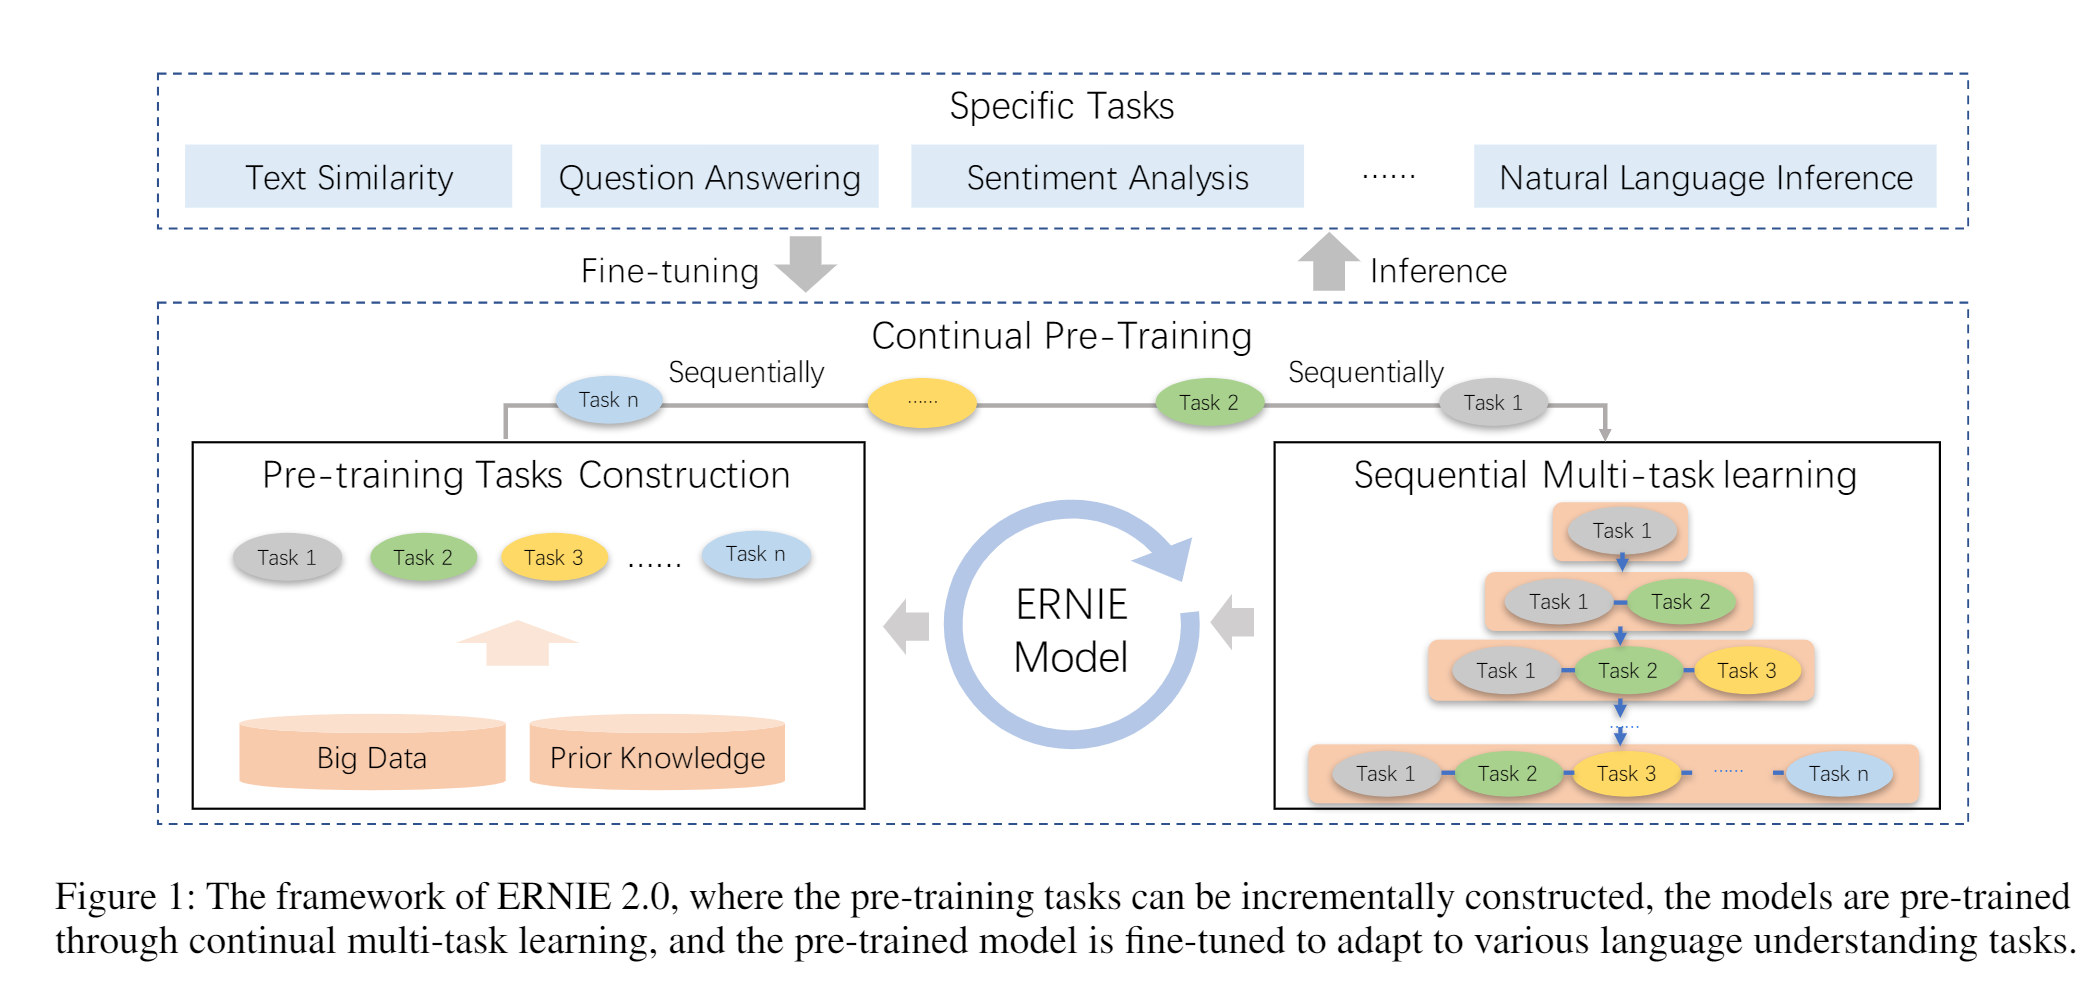 Specific Tasks
Text Similarity
Question Answering
Sentiment Analysis
......
Natural Language Inference
Fine-tuning
Inference
Continual Pre-Training
Sequentially
Sequentially
Task n
......
Task 2
Task 1
Pre-training Tasks Construction
Task 1
Task 2
Task 3
......
Task n
Big Data
Prior Knowledge
ERNIE
Model
Sequential Multi-task learning
Task 1
Task 1
Task 2
Task 1
Task 2
Task 3
......
Task 1
Task 2
Task 3
......
Task n
Figure 1: The framework of ERNIE 2.0, where the pre-training tasks can be incrementally constructed, the models are pre-trained
through continual multi-task learning, and the pre-trained model is fine-tuned to adapt to various language understanding tasks.